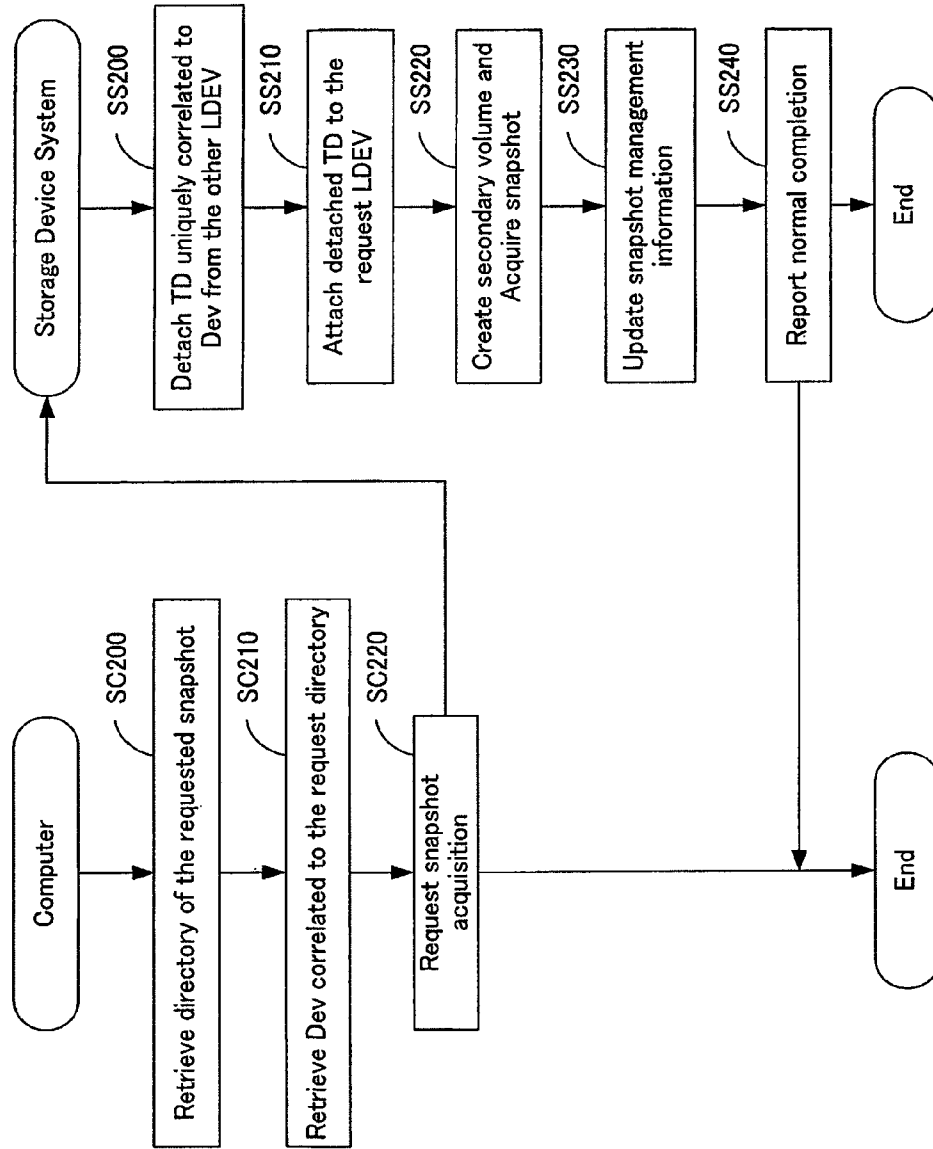 Computer
SC200
Retrieve directory of the requested snapshot
SC210
Retrieve Dev correlated to the request directory
SC220
Request snapshot
acquisition
End
Storage Device System
SS200
Detach TD uniquely correlated to
Dev from the other LDEV
SS210
Attach detached TD to the
request LDEV
SS220
Create secondary volume and
Acquire snapshot
SS230
Update snapshot management
information
SS240
Report normal completion
End